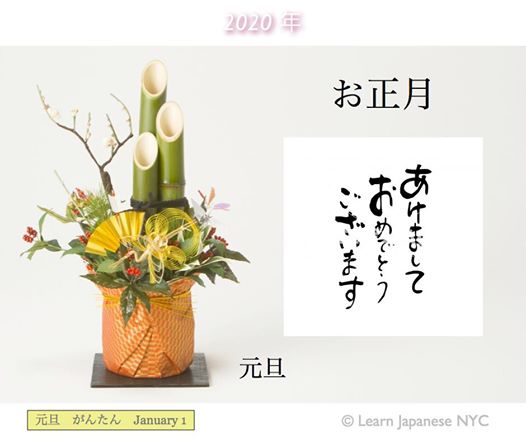 2020 年
お正月
あけまして
おめでとう
ございます
元旦
元旦 がんたん January 1
© Learn Japanese NYC